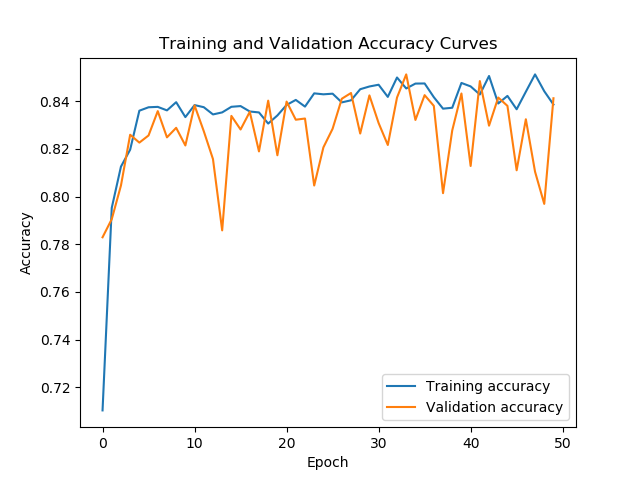 Training and Validation Accuracy Curves
0.84
0.82
0.80
0.78
0.76
0.74
0.72
Accuracy
Training accuracy
Validation accuracy
0
10
20
30
40
50
Epoch